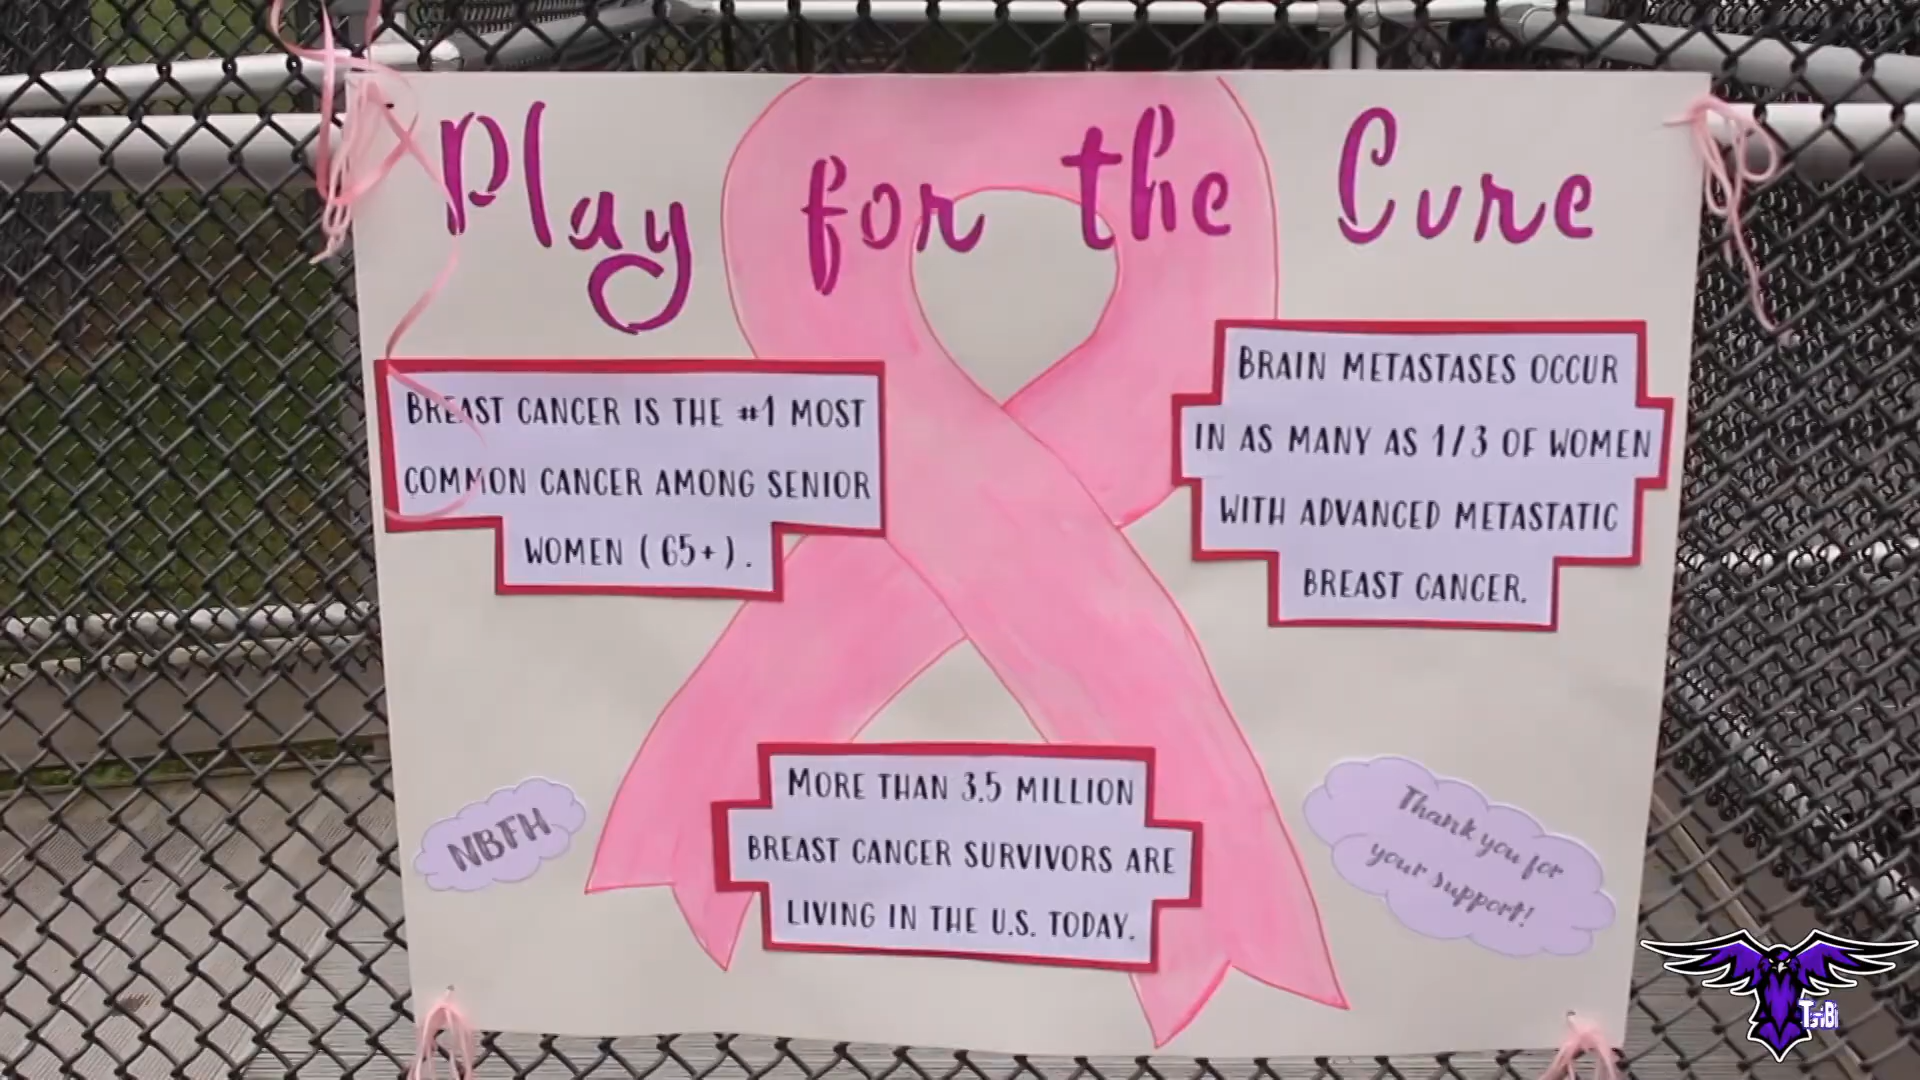 Play for the Cure
BREAST CANCER IS THE #1 MOST
COMMON CANCER AMONG SENIOR
WOMEN (65+).
BRAIN METASTASES OCCUR
IN AS MANY AS 1/3 OF WOMEN
WITH ADVANCED METASTATIC
BREAST CANCER.
MORE THAN 3.5 MILLION
BREAST CANCER SURVIVORS ARE
LIVING IN THE U.S. TODAY.
NBFH
Thank you for
your support!